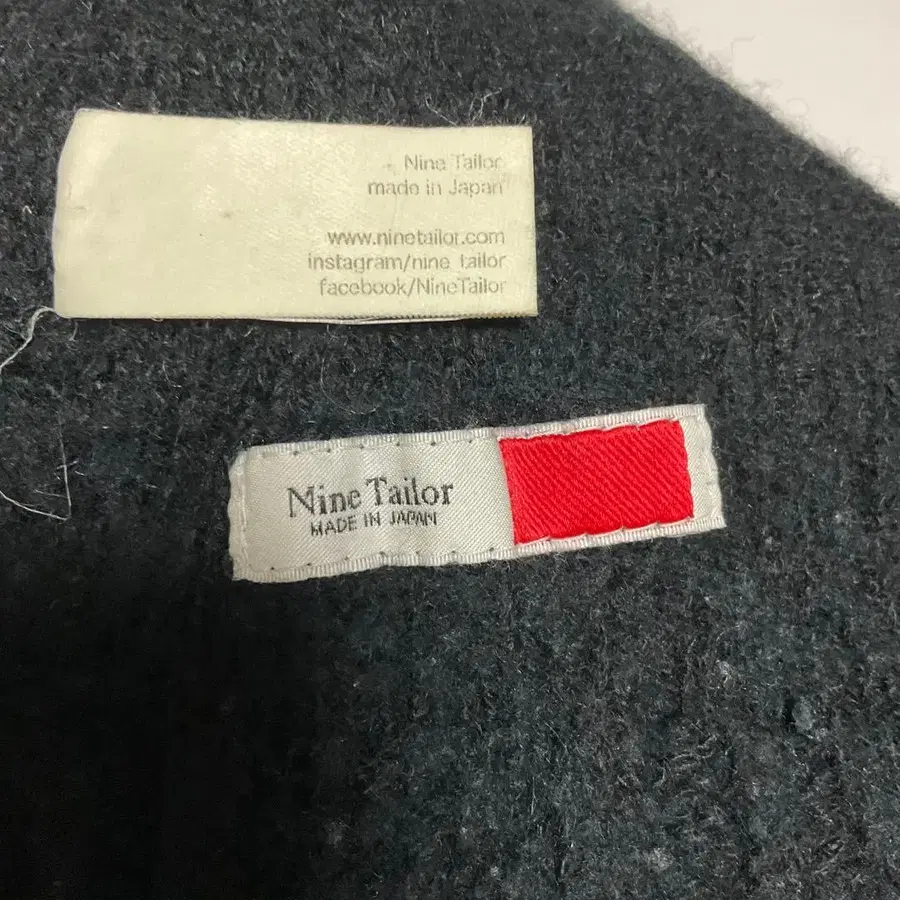 Nine Tailor
made in Japan
www.ninetailor.com
instagram/nine_tailor
facebook/NineTailor
Nine Tailor
MADE IN JAPAN